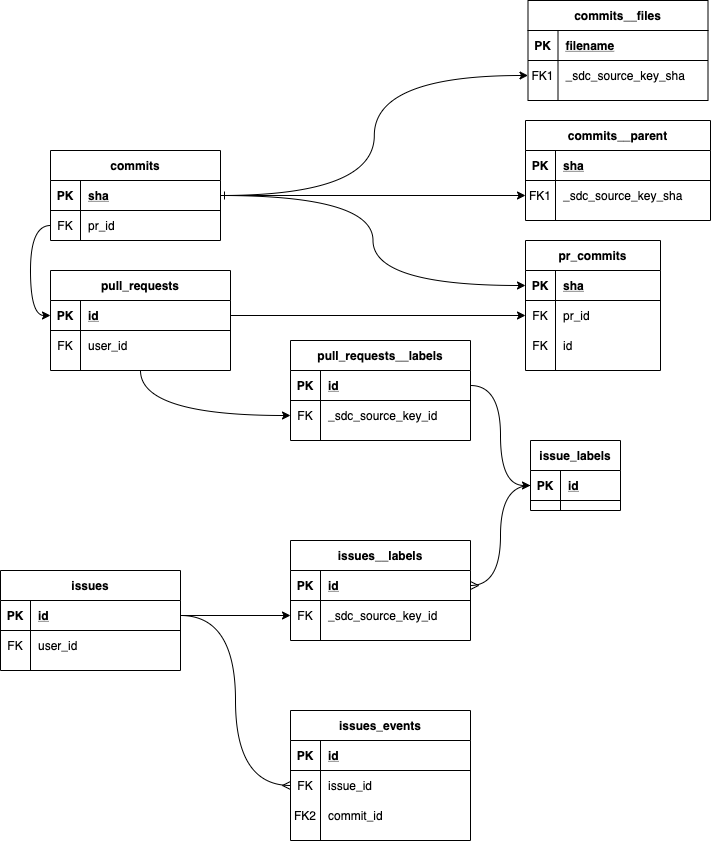 commits__files
PK filename
FK1 _sdc_source_key_sha
commits__parent
PK sha
FK1 _sdc_source_key_sha
commits
PK sha
FK pr_id
pr_commits
PK sha
FK pr_id
FK id
pull_requests
PK id
FK user_id
pull_requests__labels
PK id
FK _sdc_source_key_id
issue_labels
PK id
issues__labels
PK id
FK _sdc_source_key_id
issues
PK id
FK user_id
issues_events
PK id
FK issue_id
FK2 commit_id